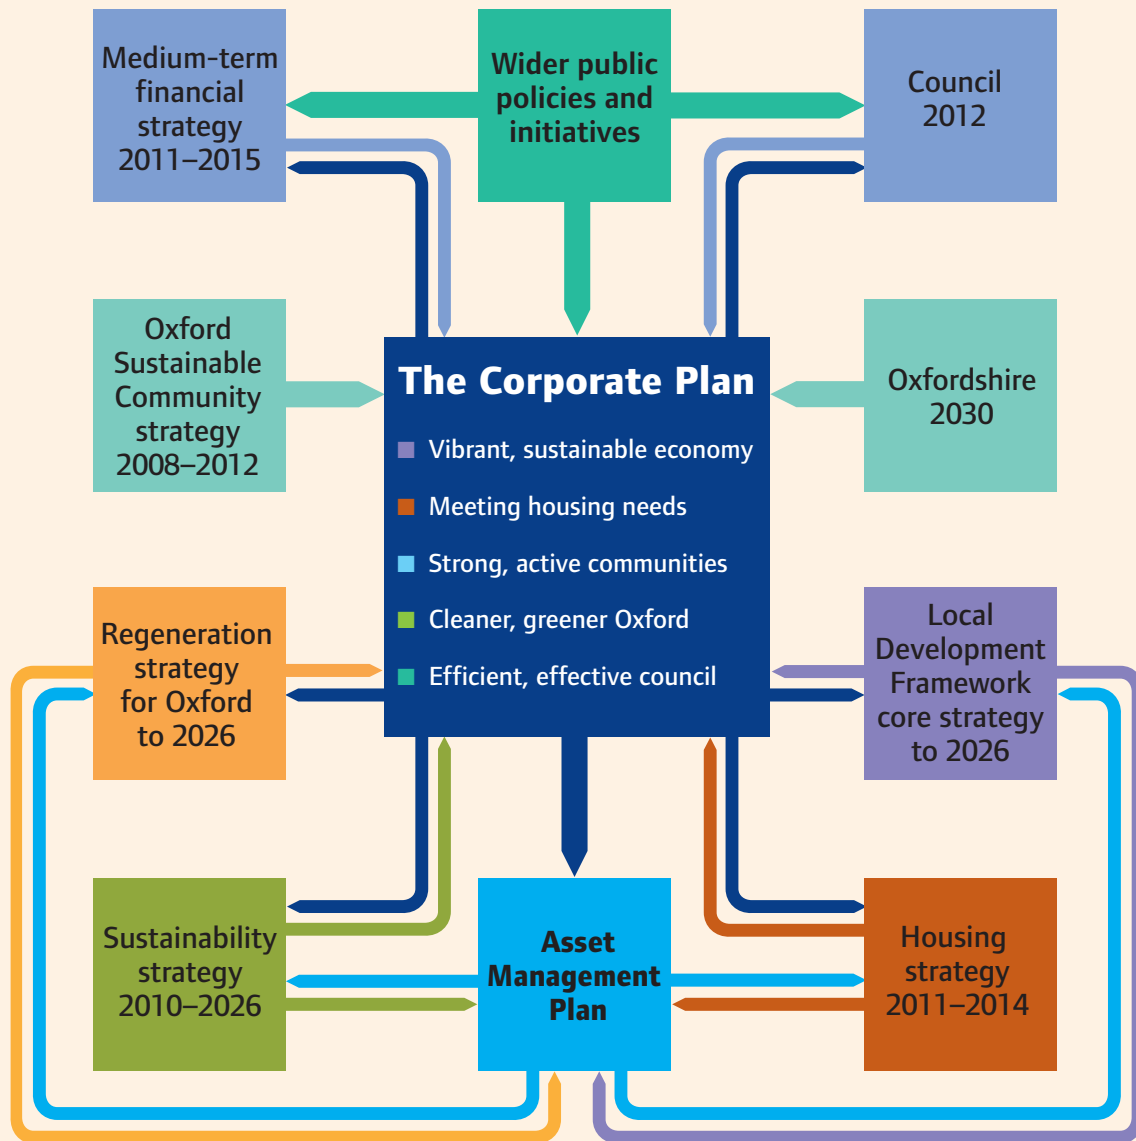 Medium-term
financial
strategy
2011–2015
Wider public
policies and
initiatives
Council
2012
Oxford
Sustainable
Community
strategy
2008–2012
The Corporate Plan
Vibrant, sustainable economy
Meeting housing needs
Strong, active communities
Cleaner, greener Oxford
Efficient, effective council
Oxfordshire
2030
Regeneration
strategy
for Oxford
to 2026
Local
Development
Framework
core strategy
to 2026
Sustainability
strategy
2010–2026
Asset
Management
Plan
Housing
strategy
2011–2014